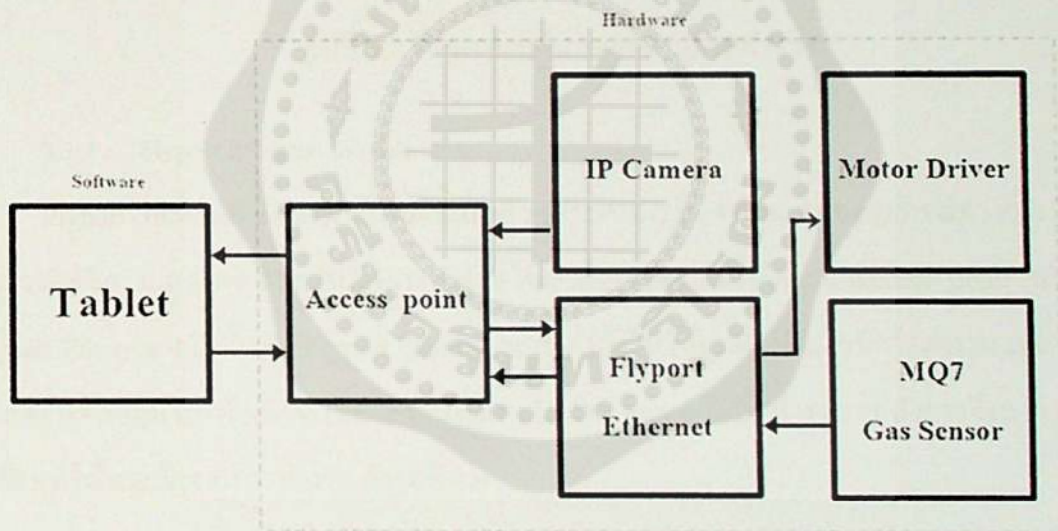 Hardware
Software
Tablet
Access point
IP Camera
Motor Driver
Flyport
Ethernet
MQ7
Gas Sensor